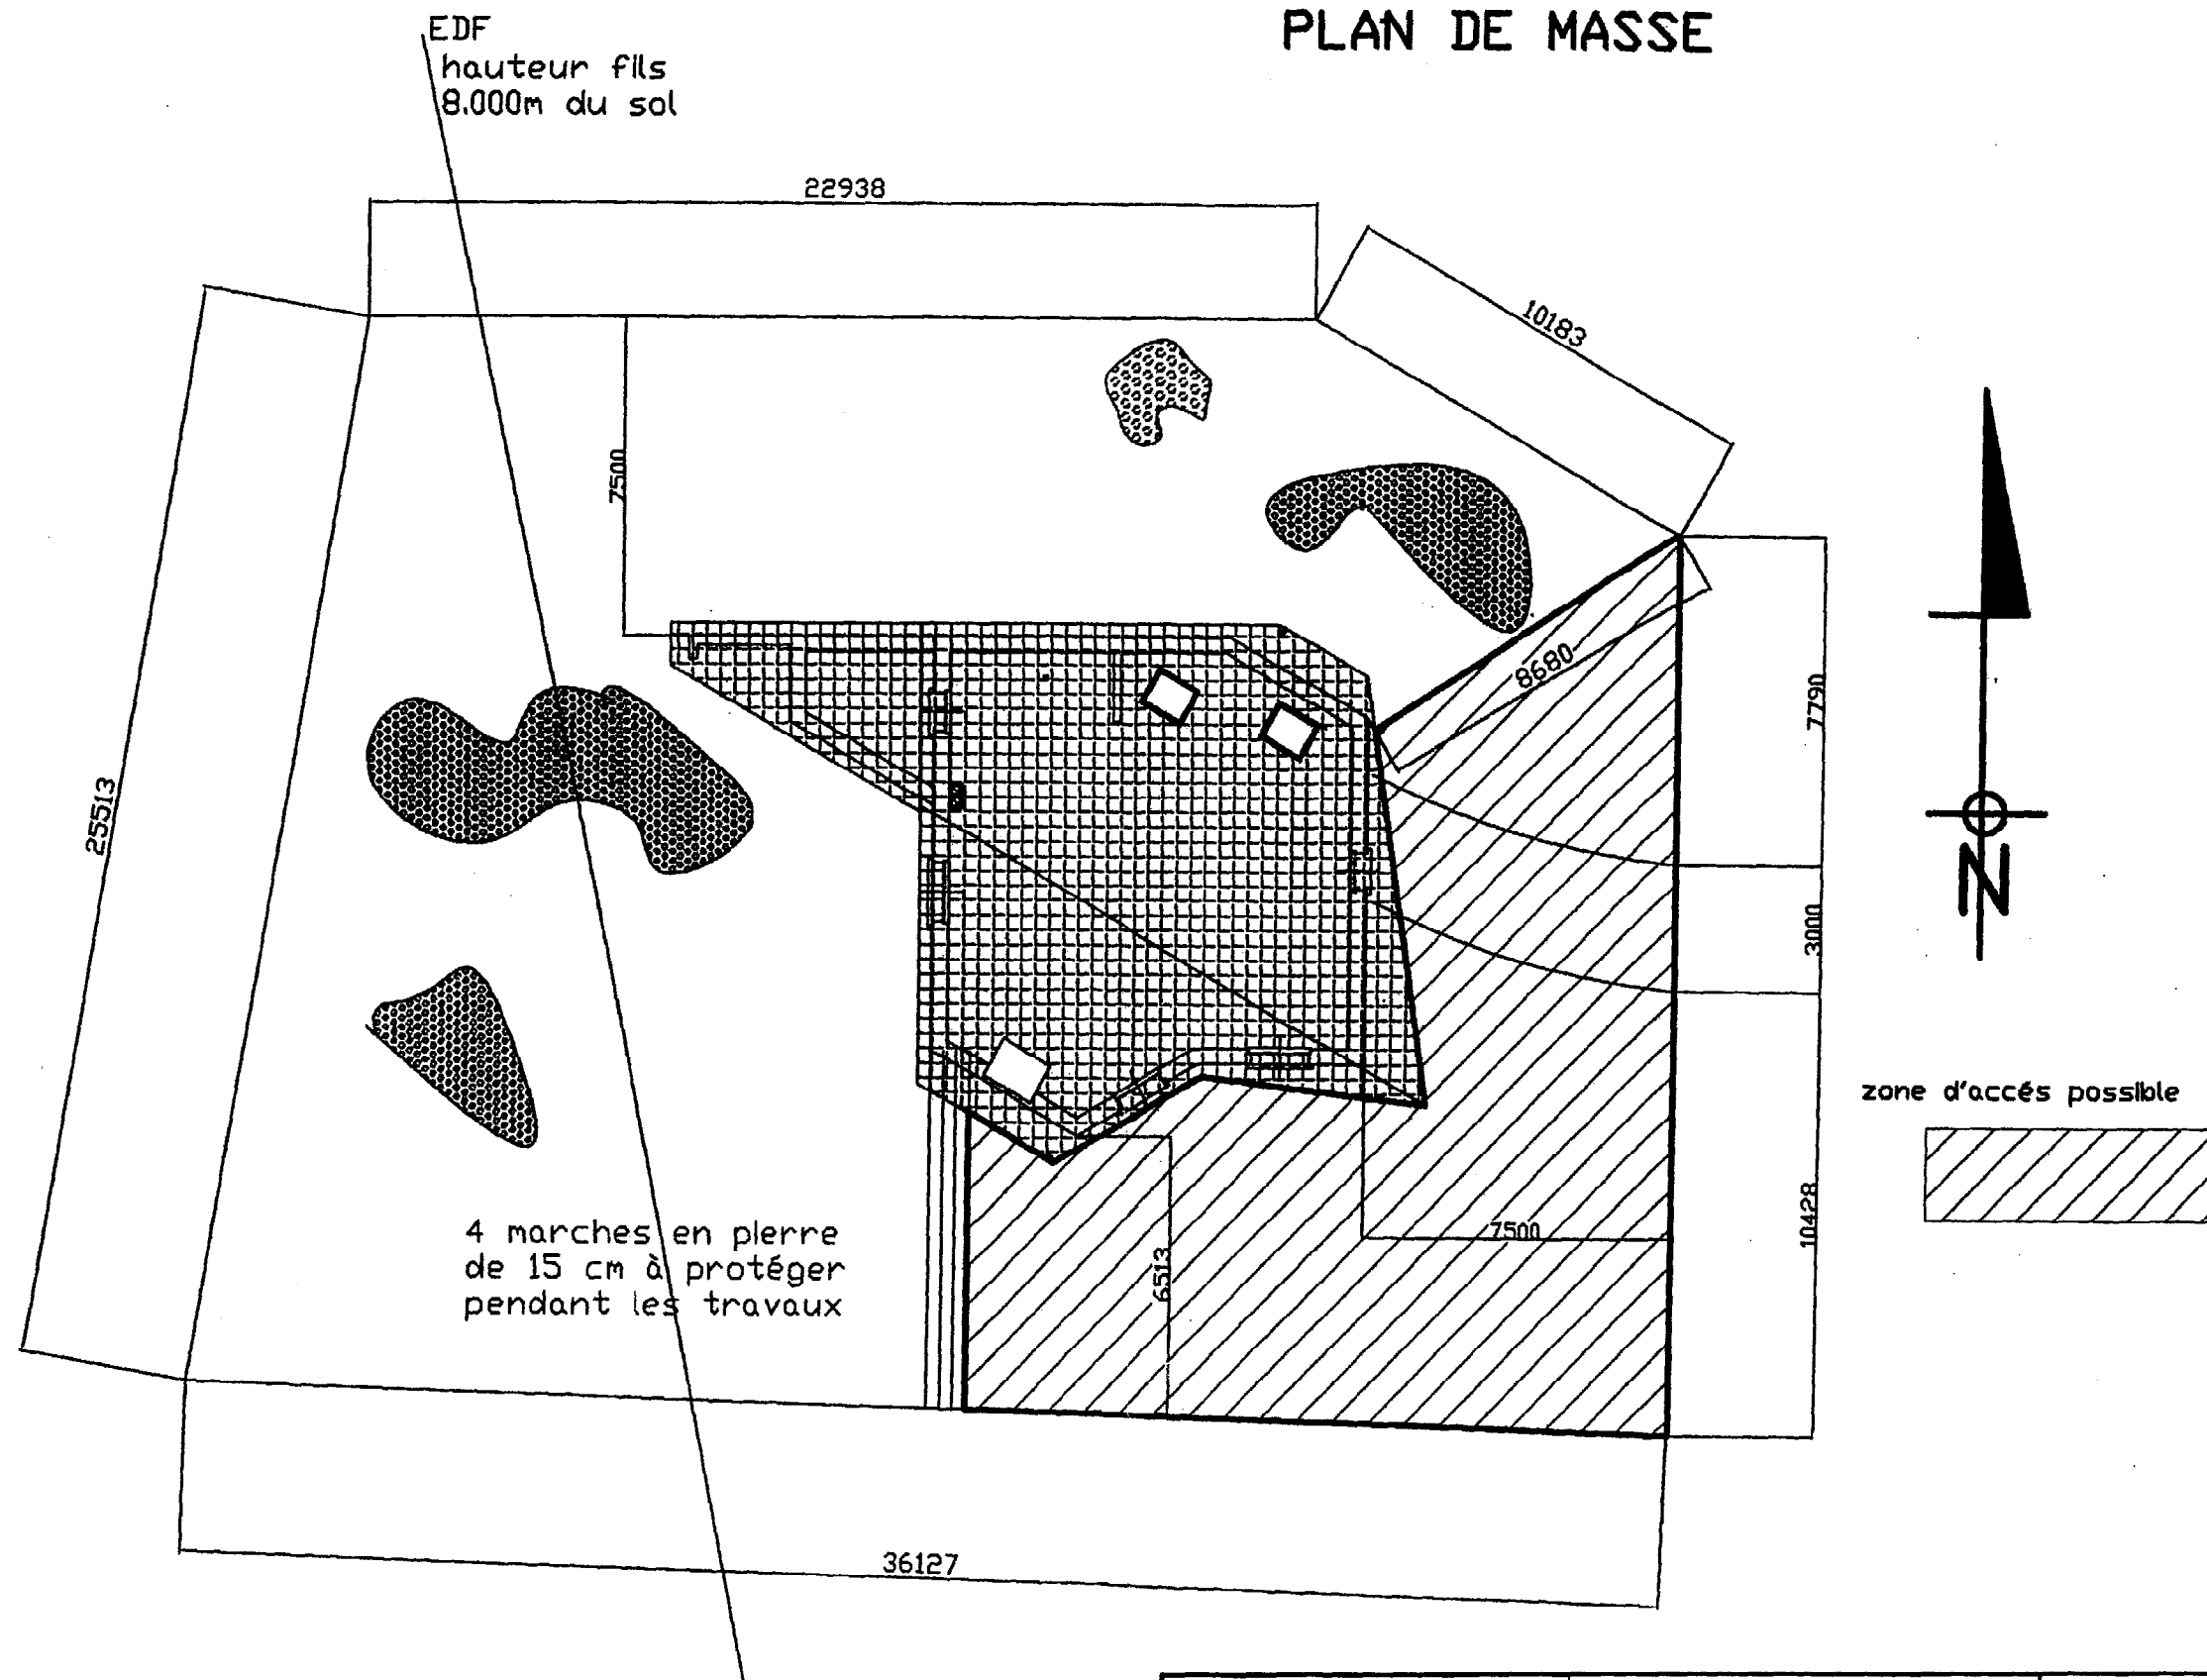 PLAN DE MASSE
EDF
hauteur fils
8.000m du sol
22938
10183
7500
8680
7790
25513
3000
N
zone d'accés possible
10428
7500
6513
4 marches en pierre
de 15 cm à protéger
pendant les travaux
36127